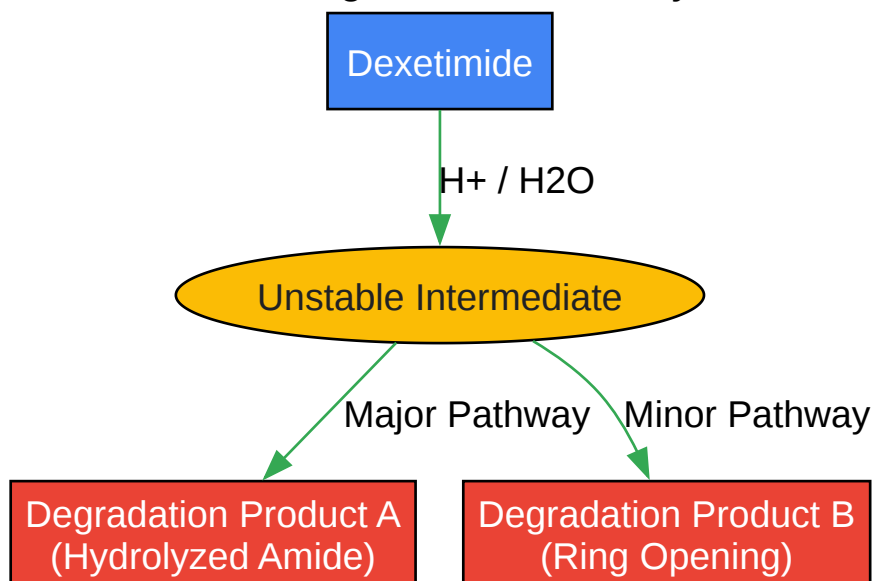 Dexetimide
H+ / H2O
Unstable Intermediate
Major Pathway
Minor Pathway
Degradation Product A
(Hydrolyzed Amide)
Degradation Product B
(Ring Opening)